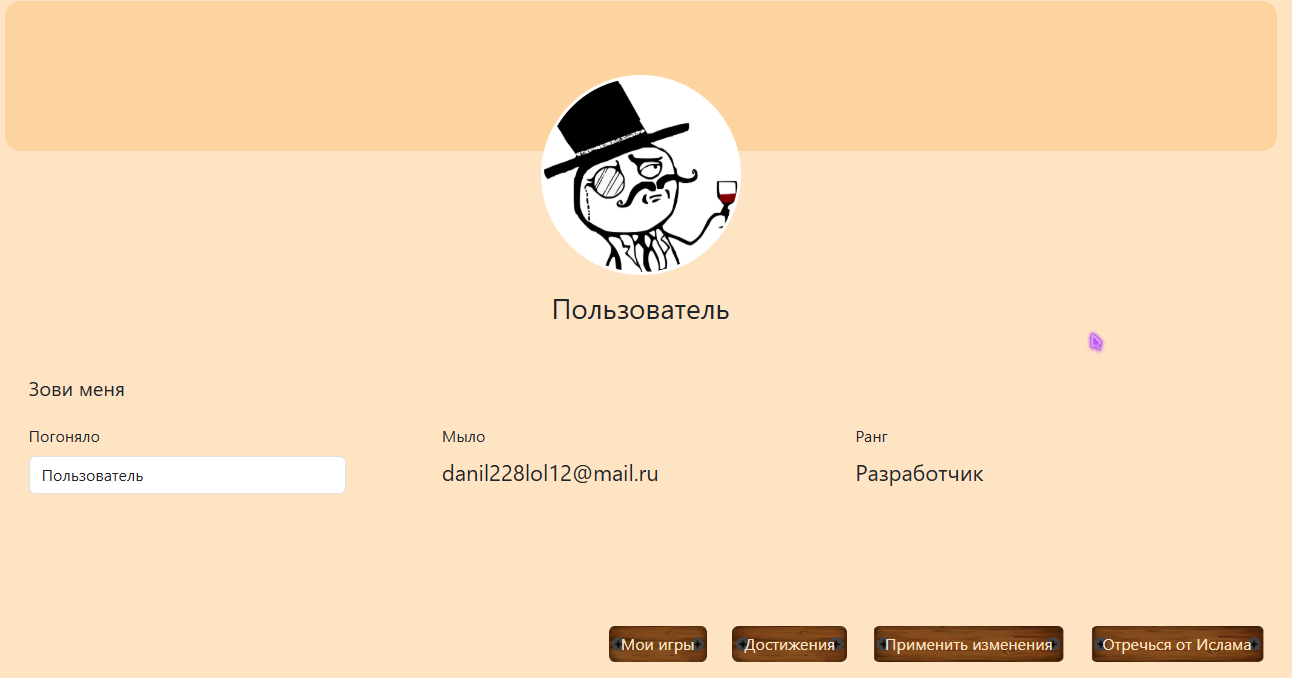 Пользователь
Зови меня
Погоняло
Мыло
Ранг
Пользователь
danil228lol12@mail.ru
Разработчик
Мои игры
Достижения
Применить изменения
Отречься от Ислама